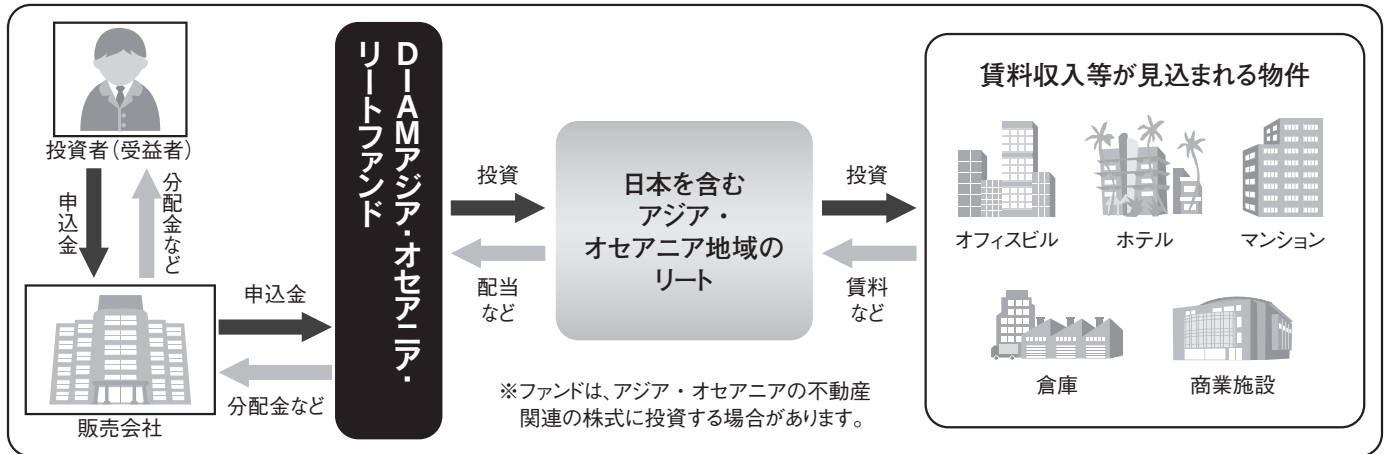 投資者（受益者）
申込金
分配金など
販売会社
申込金
分配金など
DIAMアジア・オセアニア・
リートファンド
投資
配当
など
日本を含む
アジア・
オセアニア地域の
リート
投資
賃料
など
※ファンドは、アジア・オセアニアの不動産
関連の株式に投資する場合があります。
賃料収入等が見込まれる物件
オフィスビル
ホテル
マンション
倉庫
商業施設